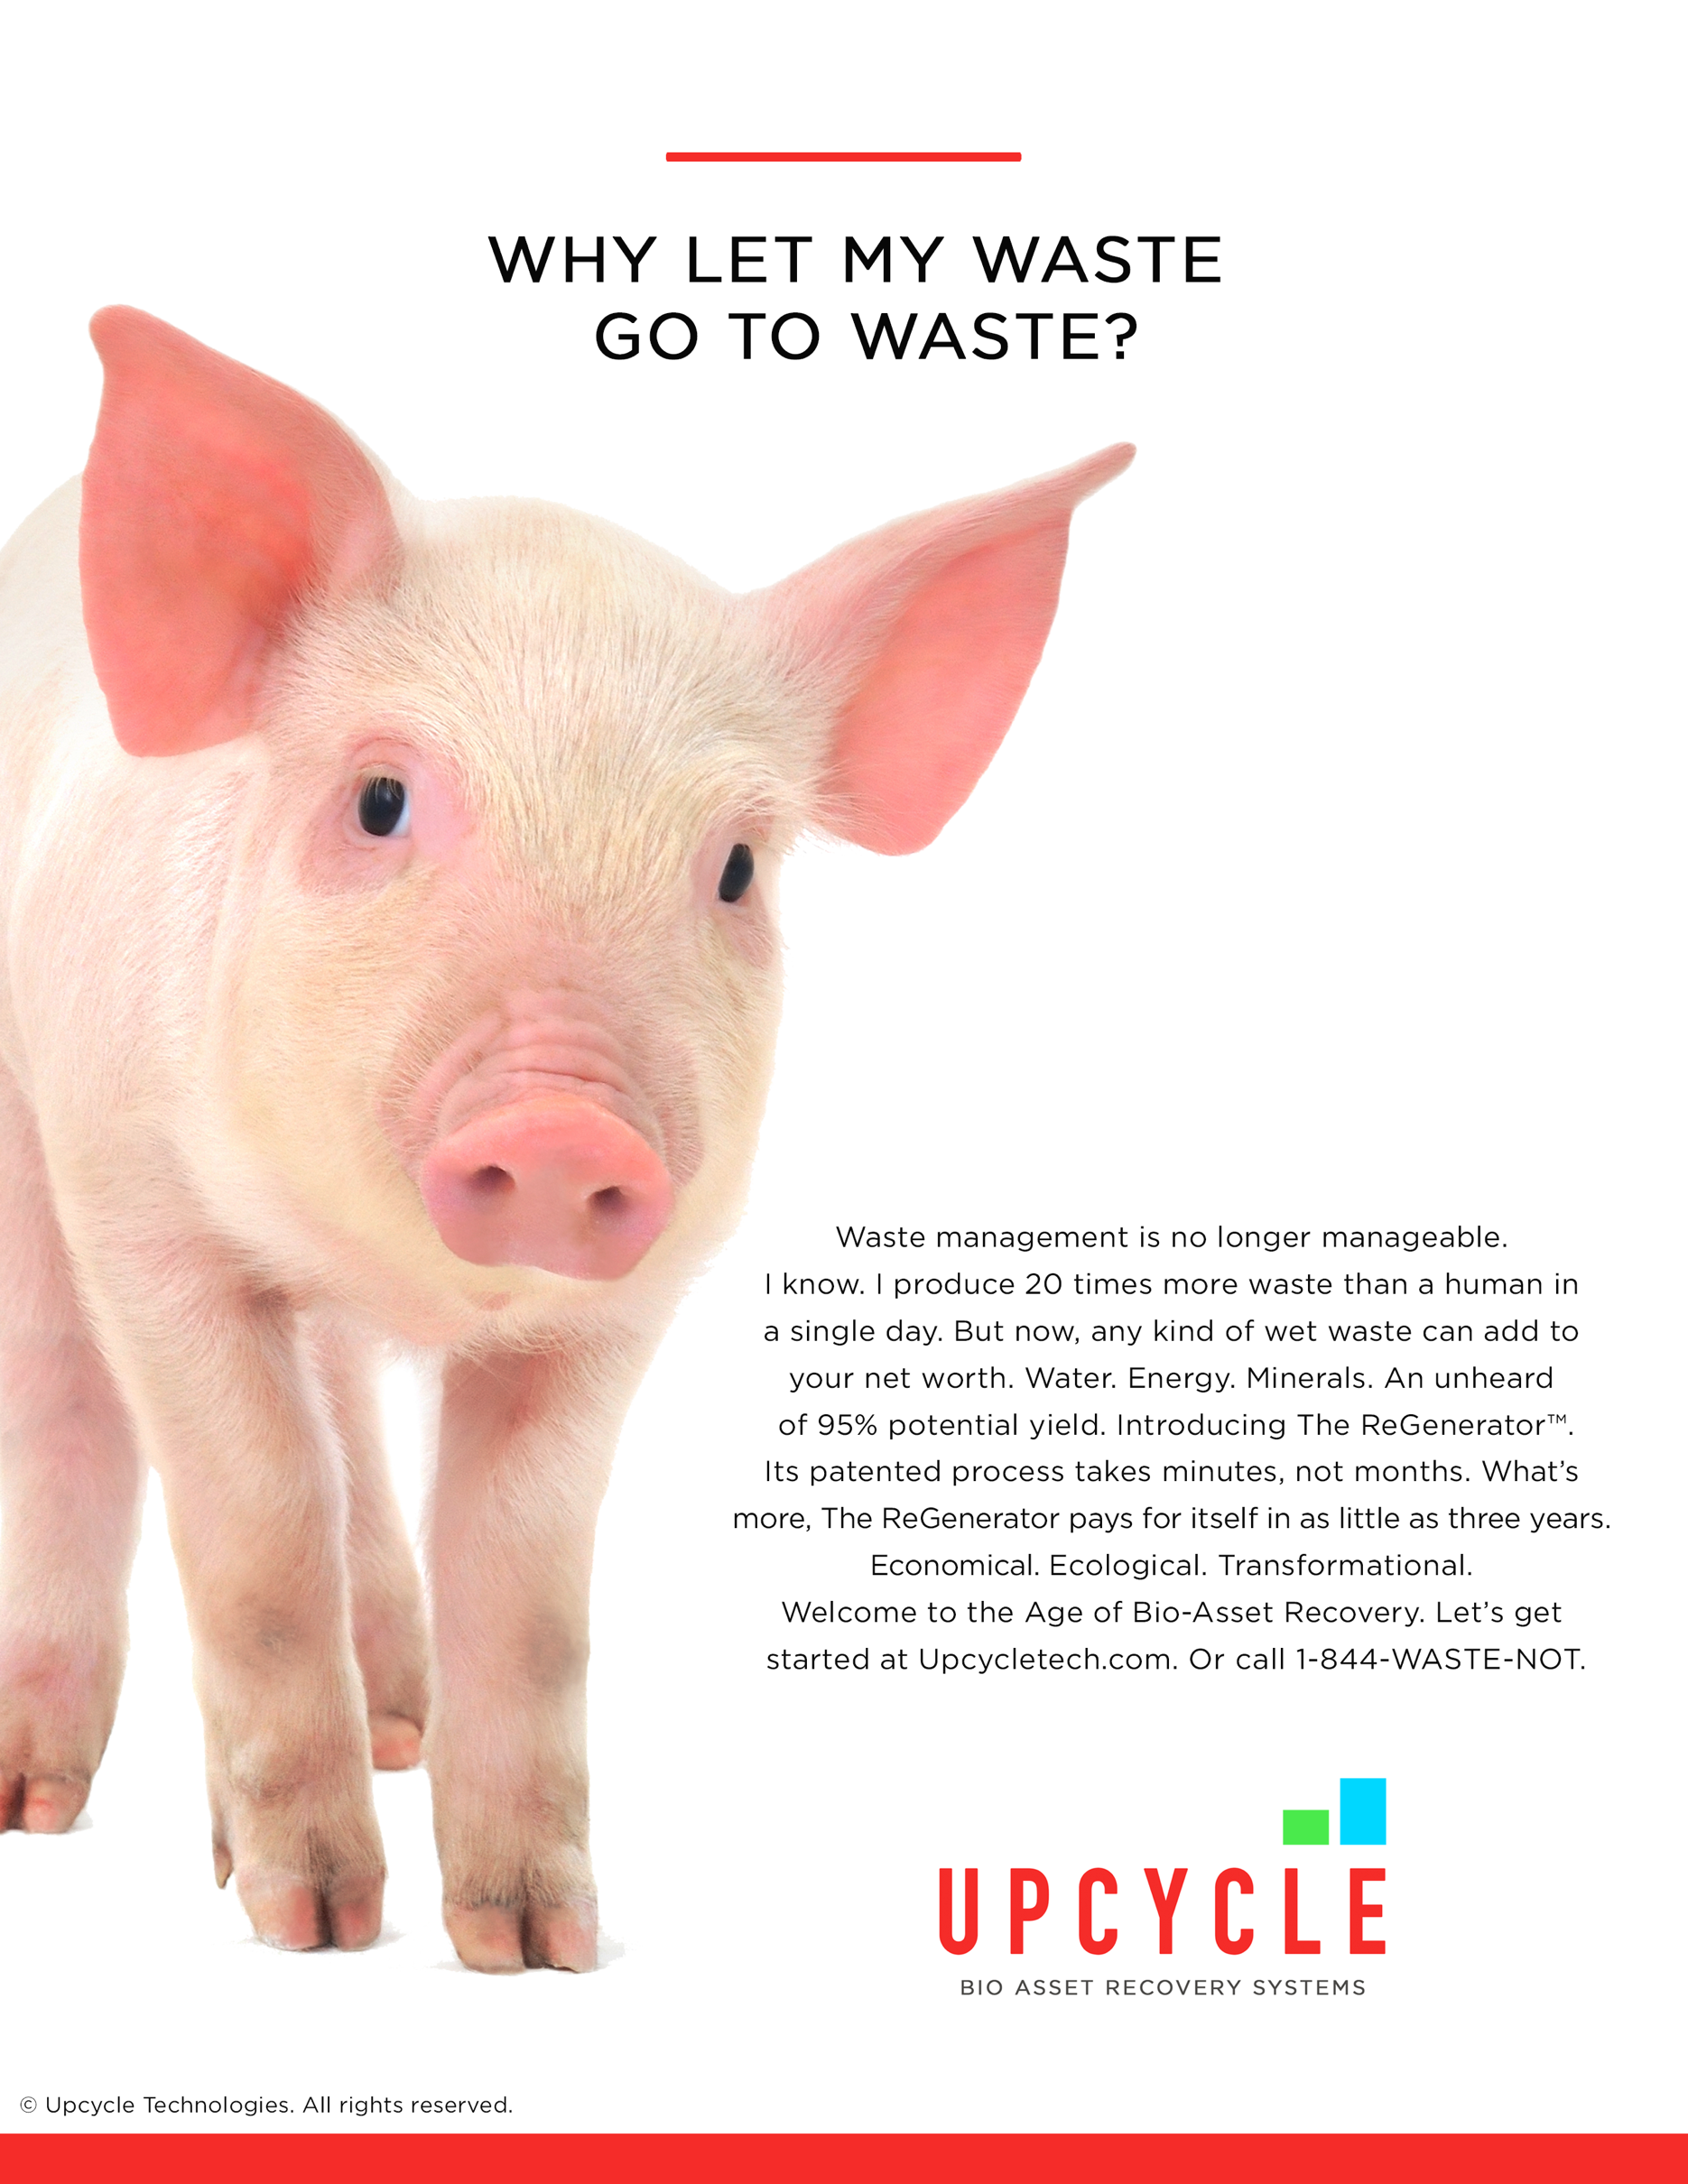 WHY LET MY WASTE
GO TO WASTE?
Waste management is no longer manageable.
I know. I produce 20 times more waste than a human in
a single day. But now, any kind of wet waste can add to
your net worth. Water. Energy. Minerals. An unheard
of 95% potential yield. Introducing The ReGenerator™.
Its patented process takes minutes, not months. What’s
more, The ReGenerator pays for itself in as little as three years.
Economical. Ecological. Transformational.
Welcome to the Age of Bio-Asset Recovery. Let’s get
started at Upcycletech.com. Or call 1-844-WASTE-NOT.
UPCYCLE
BIO ASSET RECOVERY SYSTEMS
© Upcycle Technologies. All rights reserved.